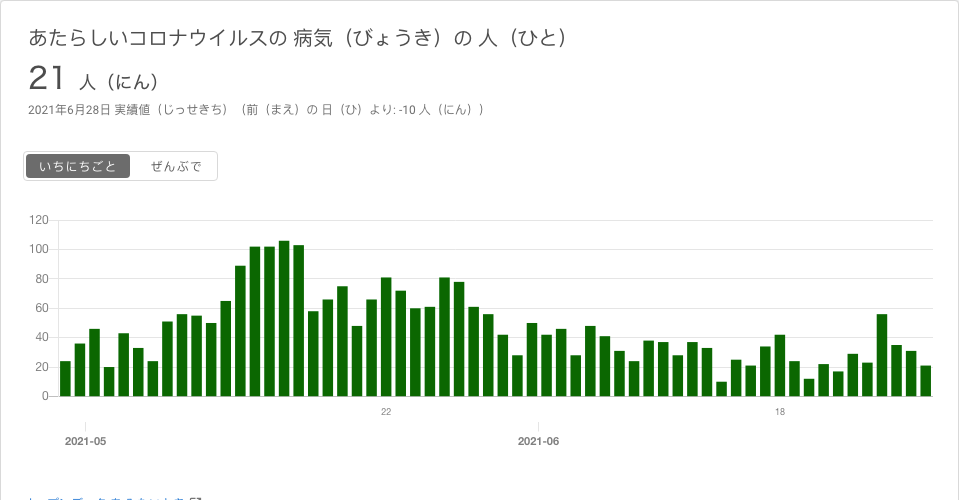 あたらしいコロナウイルスの 病気（びょうき）の 人（ひと）
21 人（にん）
2021年6月28日 実績値（じっせきち）（前（まえ）の 日（ひ）より: -10 人（にん））
いちにちごと ぜんぶで
120
100
80
60
40
20
0
22 18
2021-05 2021-06